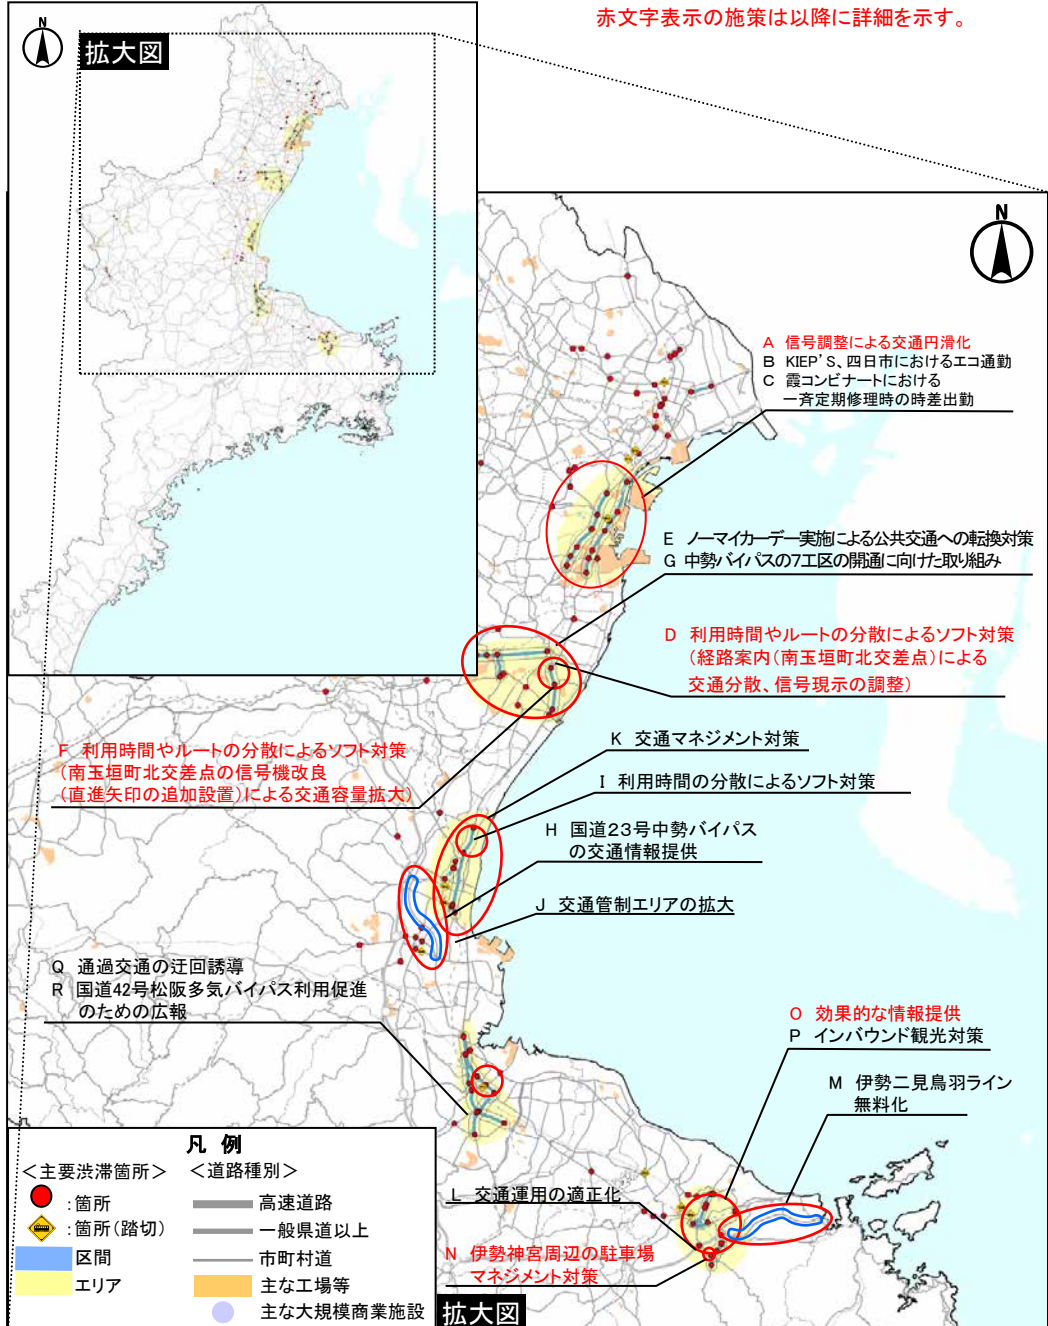 赤文字表示の施策は以降に詳細を示す。
N
拡大図
N
A 信号調整による交通円滑化
B KIEP'S、四日市におけるエコ通勤
C 霞コンビナートにおける
一斉定期修理時の時差出勤
E ノーマイカーデー実施による公共交通への転換対策
G 中勢バイパスの7工区の開通に向けた取り組み
D 利用時間やルートの分散によるソフト対策
(経路案内(南玉垣町北交差点)による
交通分散、信号現示の調整)
F 利用時間やルートの分散によるソフト対策
(南玉垣町北交差点の信号機改良
(直進矢印の追加設置)による交通容量拡大)
K 交通マネジメント対策
I 利用時間の分散によるソフト対策
H 国道23号中勢バイパス
の交通情報提供
J 交通管制エリアの拡大
Q 通過交通の迂回誘導
R 国道42号松阪多気バイパス利用促進
のための広報
O 効果的な情報提供
P インバウンド観光対策
M 伊勢二見鳥羽ライン
無料化
L 交通運用の適正化
N 伊勢神宮周辺の駐車場
マネジメント対策
凡 例
<主要渋滞箇所> <道路種別>
:箇所 高速道路
:箇所(踏切) 一般県道以上
区間 市町村道
エリア 主な工場等
主な大規模商業施設
拡大図